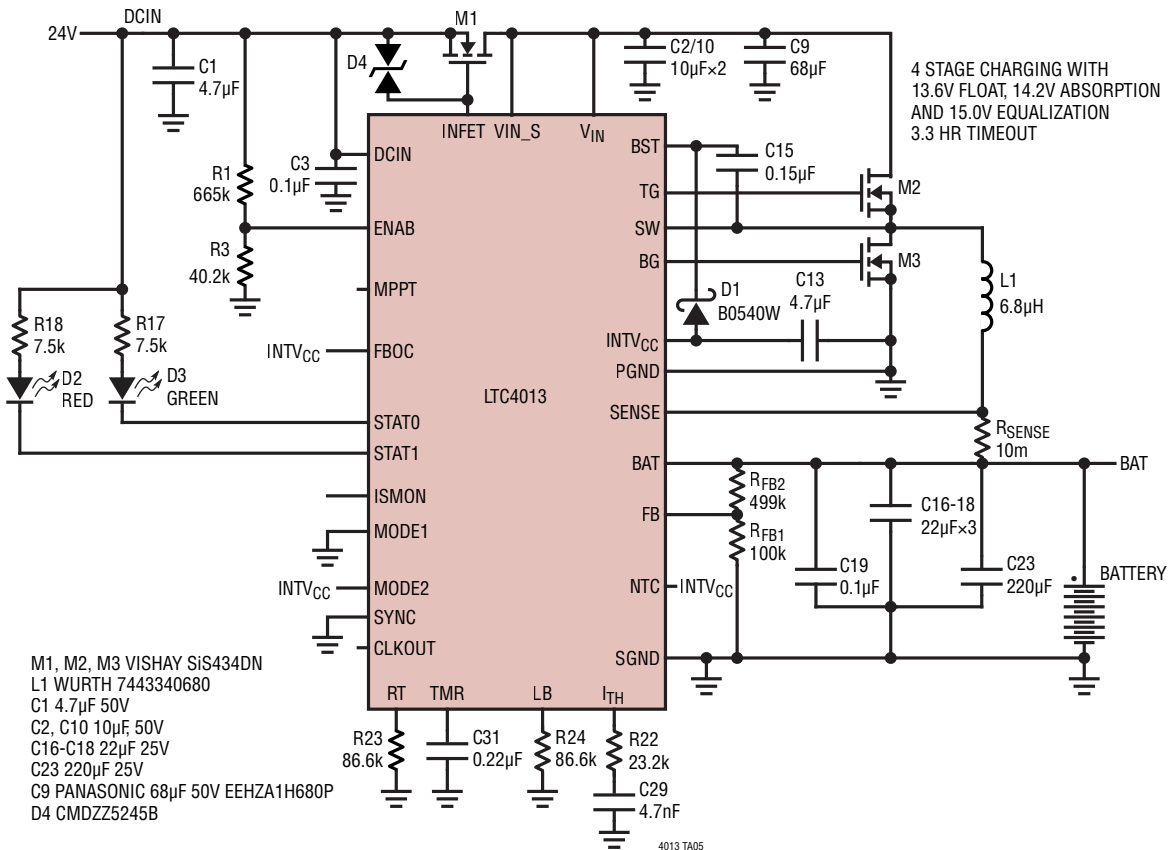 24V
DCIN
M1
C1
4.7µF
D4
C2/10
10µF×2
C9
68µF
4 STAGE CHARGING WITH
13.6V FLOAT, 14.2V ABSORPTION
AND 15.0V EQUALIZATION
3.3 HR TIMEOUT
INFET
VIN_S
VIN
R1
665k
C3
0.1µF
DCIN
BST
C15
0.15µF
TG
M2
R3
40.2k
ENAB
SW
BG
M3
MPPT
D1
B0540W
C13
4.7µF
L1
6.8µH
R18
7.5k
R17
7.5k
INTVCC
FBOC
INTVCC
PGND
D2
RED
D3
GREEN
LTC4013
STAT0
SENSE
RSENSE
10m
STAT1
BAT
BAT
ISMON
RFB2
499k
FB
C16-18
22µF×3
MODE1
RFB1
100k
C19
0.1µF
C23
220µF
BATTERY
INTVCC
MODE2
NTC
INTVCC
SYNC
CLKOUT
SGND
M1, M2, M3 VISHAY SiS434DN
L1 WURTH 7443340680
C1 4.7µF 50V
C2, C10 10µF, 50V
C16-C18 22µF 25V
C23 220µF 25V
C9 PANASONIC 68µF 50V EEHZA1H680P
D4 CMDZZ5245B
RT
TMR
LB
ITH
R23
86.6k
C31
0.22µF
R24
86.6k
R22
23.2k
C29
4.7nF
4013 TA05